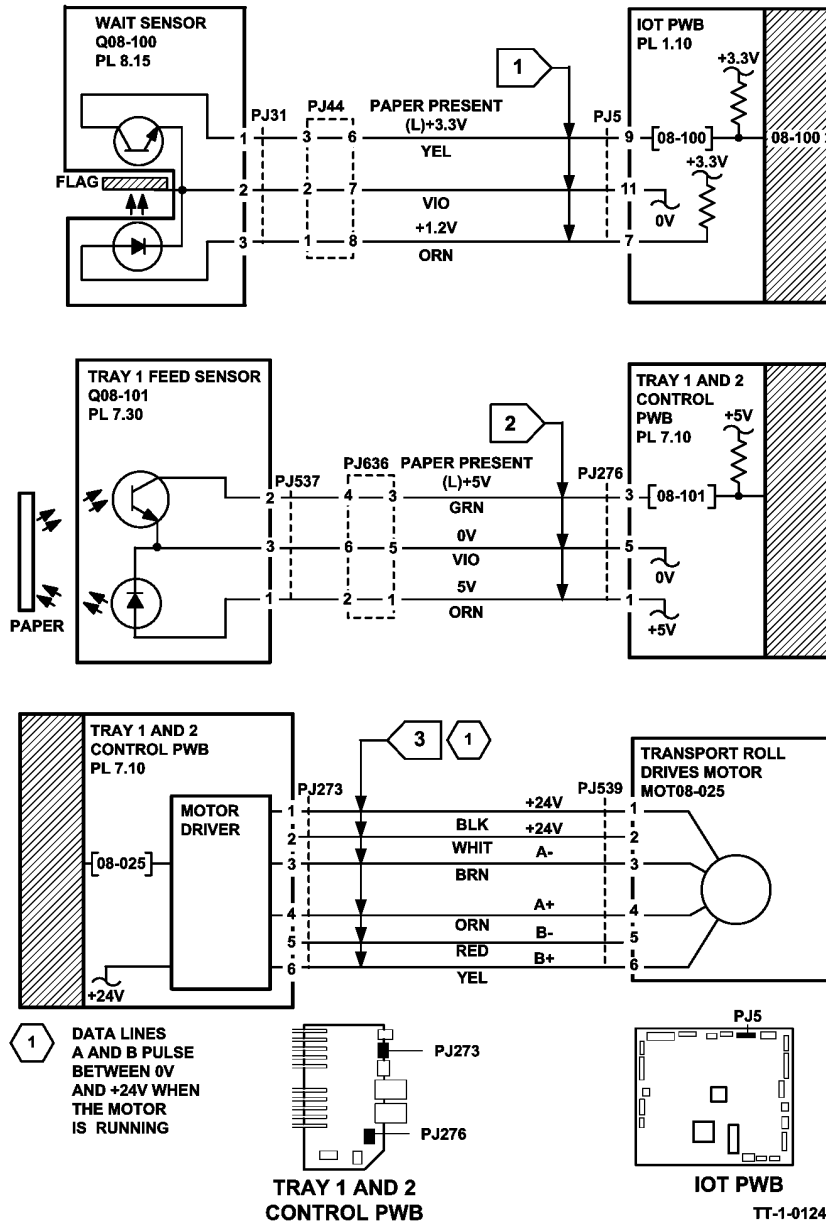 WAIT SENSOR
Q08-100
PL 8.15
IOT PWB
PL 1.10
+3.3V
1
PJ31
PJ44
PAPER PRESENT
(L)+3.3V
PJ5
1
3
6
YEL
9
[08-100]
08-100
+3.3V
FLAG
2
2
7
VIO
11
0V
+1.2V
3
1
8
ORN
7
TRAY 1 FEED SENSOR
Q08-101
PL 7.30
TRAY 1 AND 2
CONTROL
PWB
PL 7.10
+5V
2
PJ537
PJ636
PAPER PRESENT
(L)+5V
PJ276
2
4
3
GRN
3
[08-101]
0V
3
6
5
VIO
5
0V
5V
1
2
1
ORN
1
+5V
PAPER
TRAY 1 AND 2
CONTROL PWB
PL 7.10
3
1
TRANSPORT ROLL
DRIVES MOTOR
MOT08-025
PJ273
PJ539
MOTOR
DRIVER
[08-025]
+24V
1
+24V
1
BLK
2
+24V
2
WHIT
3
A-
3
BRN
4
A+
4
ORN
5
B-
5
RED
6
B+
6
YEL
1
DATA LINES
A AND B PULSE
BETWEEN 0V
AND +24V WHEN
THE MOTOR
IS RUNNING
PJ273
PJ276
TRAY 1 AND 2
CONTROL PWB
PJ5
IOT PWB
TT-1-0124